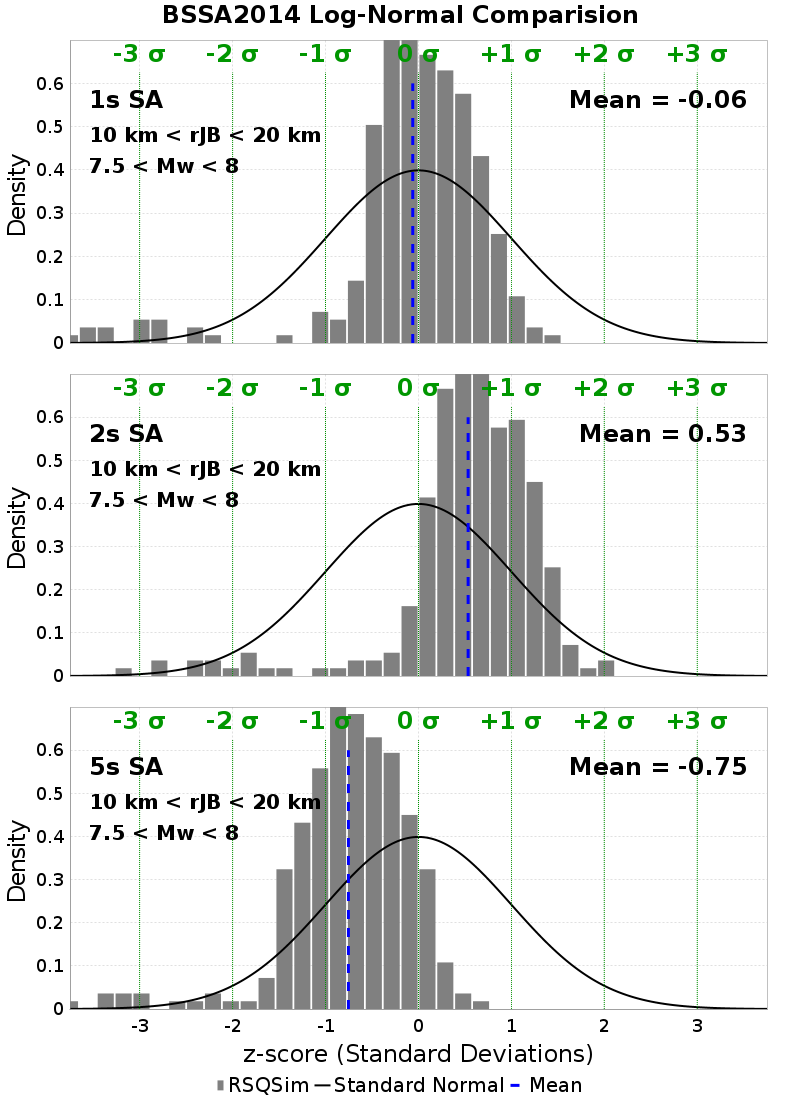 BSSA2014 Log-Normal Comparision
-3 σ -2 σ -1 σ 0 σ +1 σ +2 σ +3 σ
0.6
1s SA Mean = -0.06
0.5
10 km < rJB < 20 km
7.5 < Mw < 8
0.4
0.3
0.2
0.1
0
Density
-3 σ -2 σ -1 σ 0 σ +1 σ +2 σ +3 σ
0.6
2s SA Mean = 0.53
0.5
10 km < rJB < 20 km
7.5 < Mw < 8
0.4
0.3
0.2
0.1
0
Density
-3 σ -2 σ -1 σ 0 σ +1 σ +2 σ +3 σ
0.6
5s SA Mean = -0.75
0.5
10 km < rJB < 20 km
7.5 < Mw < 8
0.4
0.3
0.2
0.1
0
Density
-3 -2 -1 0 1 2 3
z-score (Standard Deviations)
RSQSim Standard Normal Mean